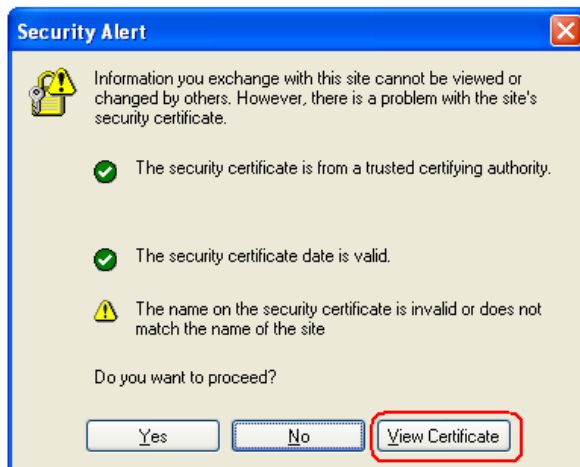 Security Alert
Information you exchange with this site cannot be viewed or
changed by others. However, there is a problem with the site's
security certificate.
The security certificate is from a trusted certifying authority.
The security certificate date is valid.
The name on the security certificate is invalid or does not
match the name of the site
Do you want to proceed?
Yes
No
View Certificate